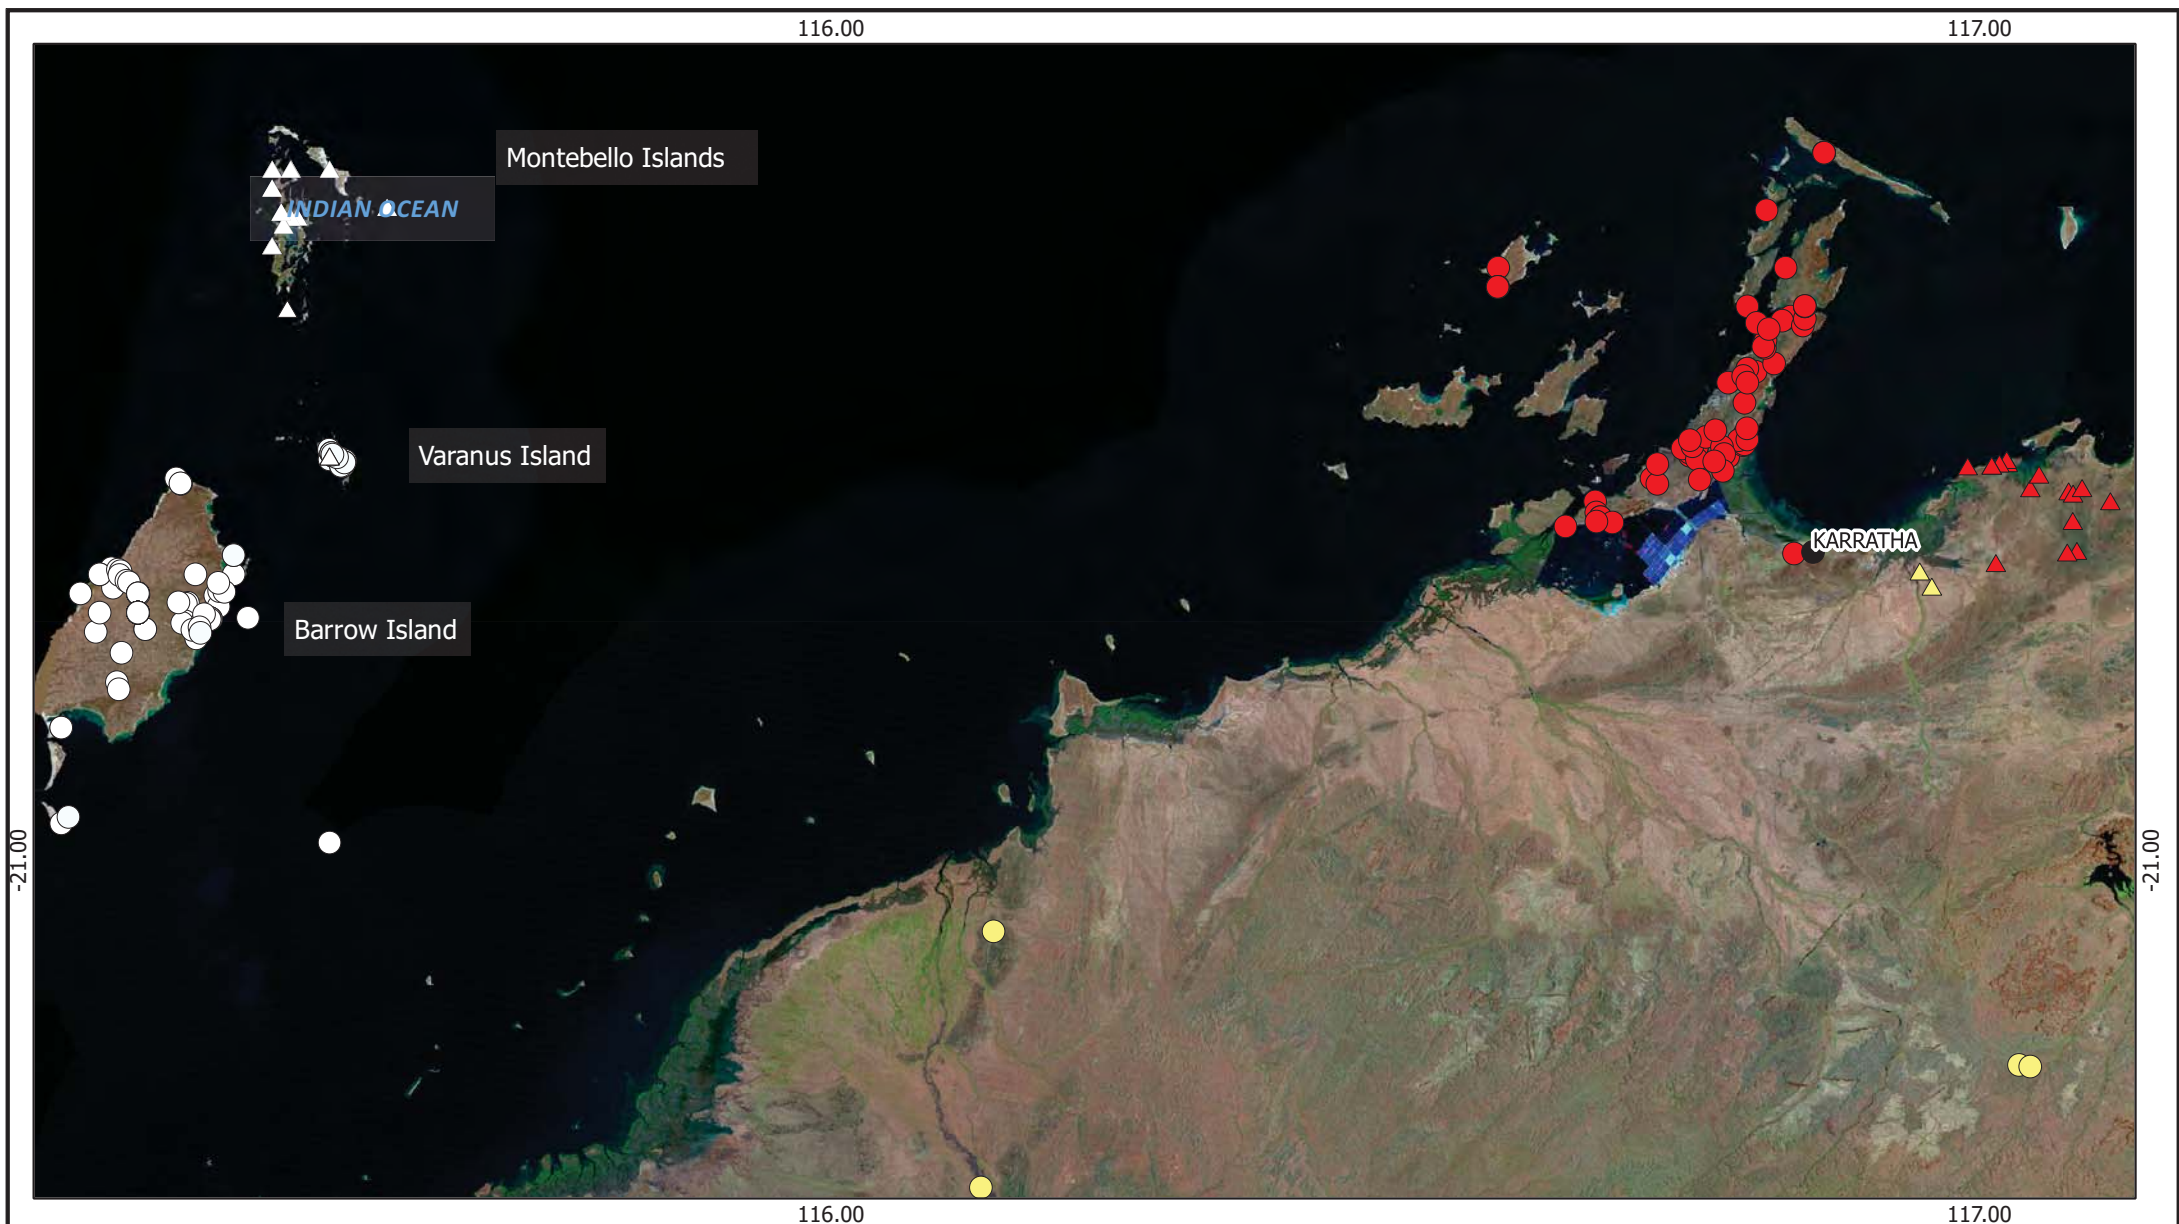 116.00
117.00
Montebello Islands
INDIAN OCEAN
Varanus Island
KARRATHA
Barrow Island
-21.00
-21.00
116.00
117.00